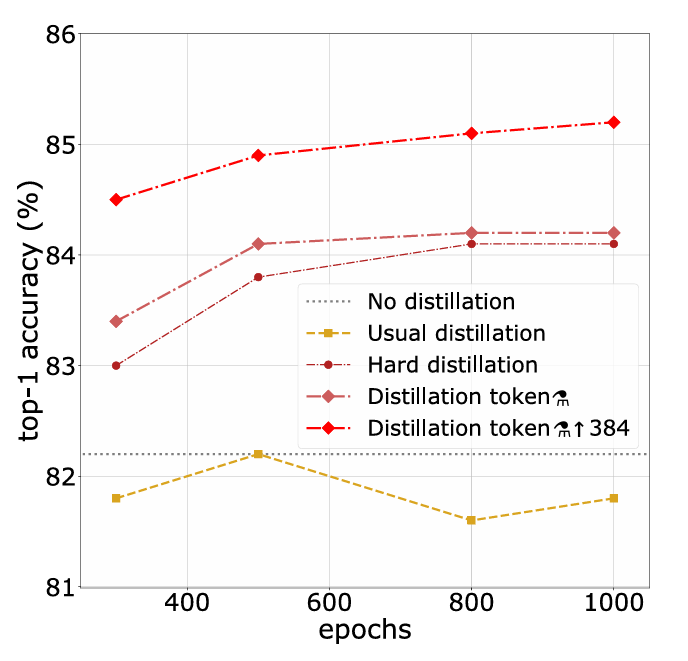 86
85
84
83
82
81
top-1 accuracy (%)
No distillation
Usual distillation
Hard distillation
Distillation token⚗
Distillation token⚗↑384
400 600 800 1000
epochs